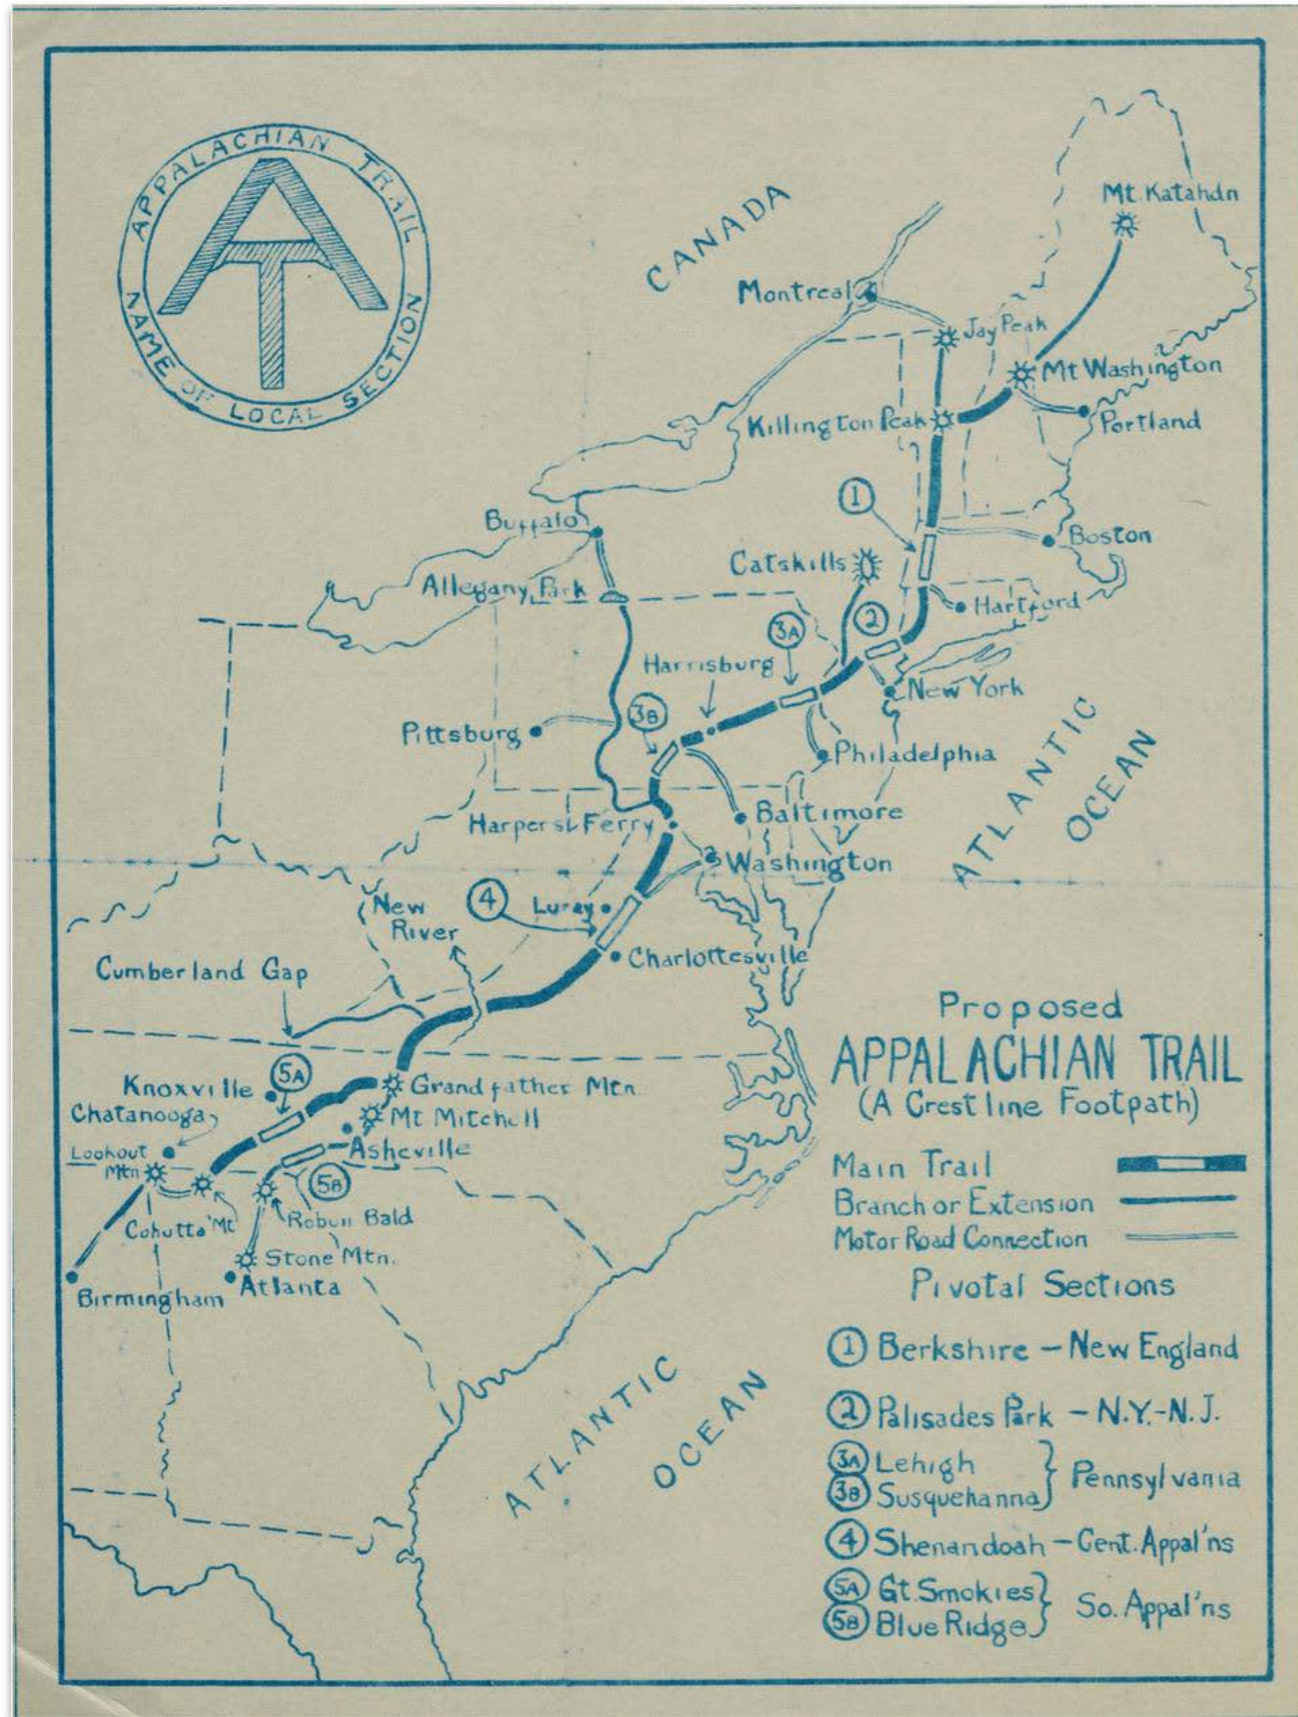 APPALACHIAN TRAIL
NAME OF LOCAL SECTION
AT
CANADA
Mt. Katahdn
Montreal
Jay Peak
Mt Washington
Killington Peak
Portland
1
Buffalo
Boston
Catskills
Allegany Park
Hartford
3A
2
Harrisburg
New York
3B
Pittsburg
Philadelphia
ATLANTIC
OCEAN
Harpers Ferry
Baltimore
Washington
New
River
4
Luray
Charlottesville
Cumberland Gap
5A
Knoxville
Grandfather Mtn.
Chatanooga
Mt Mitchell
Lookout
Mtn
Asheville
5B
Cohutta Mt
Robun Bald
Stone Mtn.
Atlanta
Birmingham
ATLANTIC
OCEAN
Proposed
APPALACHIAN TRAIL
(A Crestline Footpath)
Main Trail
Branch or Extension
Motor Road Connection
Pivotal Sections
1 Berkshire – New England
2 Palisades Park – N.Y.-N.J.
3A Lehigh
3B Susquehanna
Pennsylvania
4 Shenandoah – Cent. Appal'ns
5A Gt. Smokies
5B Blue Ridge
So. Appal'ns